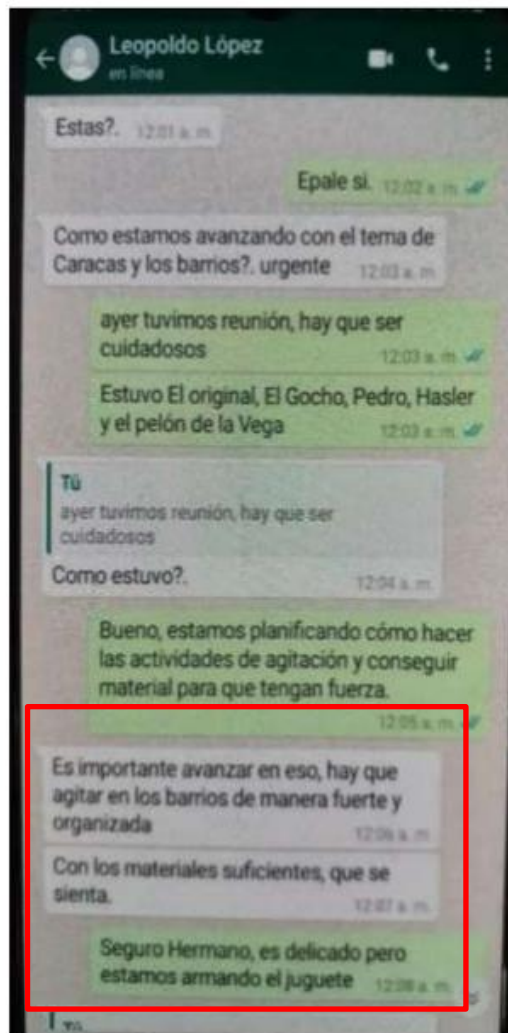 Leopoldo López
en línea
Estas?. 12:01 a. m.
Epale si. 12:02 a. m.
Como estamos avanzando con el tema de
Caracas y los barrios?. urgente 12:03 a. m.
ayer tuvimos reunión, hay que ser
cuidadosos 12:03 a. m.
Estuvo El original, El Gocho, Pedro, Hasler
y el pelón de la Vega 12:03 a. m.
Tú
ayer tuvimos reunión, hay que ser
cuidadosos
Como estuvo?. 12:04 a. m.
Bueno, estamos planificando cómo hacer
las actividades de agitación y conseguir
material para que tengan fuerza.
12:05 a. m.
Es importante avanzar en eso, hay que
agitar en los barrios de manera fuerte y
organizada 12:06 a. m.
Con los materiales suficientes, que se
sienta. 12:07 a. m.
Seguro Hermano, es delicado pero
estamos armando el juguete 12:08 a. m.
Tú